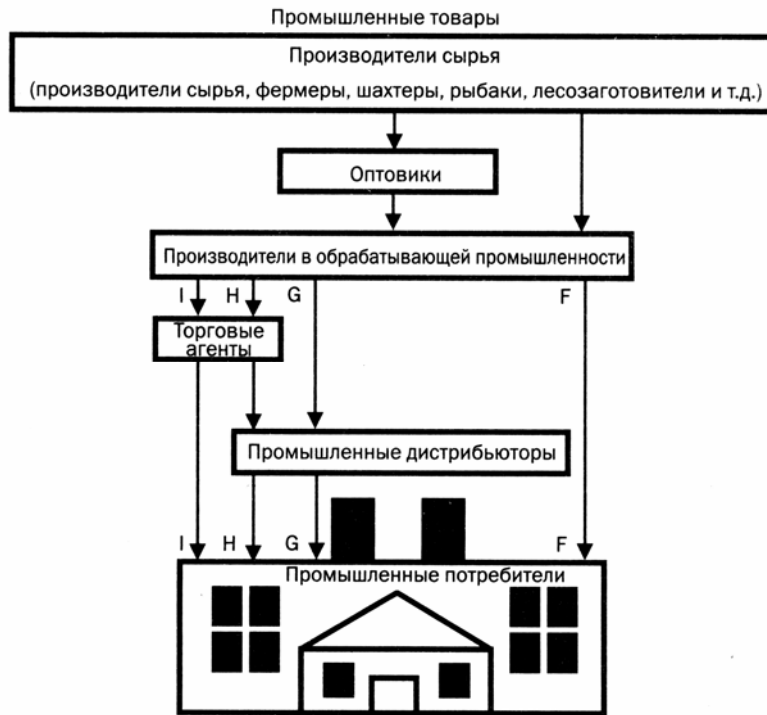 Промышленные товары
Производители сырья
(производители сырья, фермеры, шахтеры, рыбаки, лесозаготовители и т.д.)
Оптовики
Производители в обрабатывающей промышленности
I H G F
Торговые
агенты
Промышленные дистрибьюторы
I H G F
Промышленные потребители